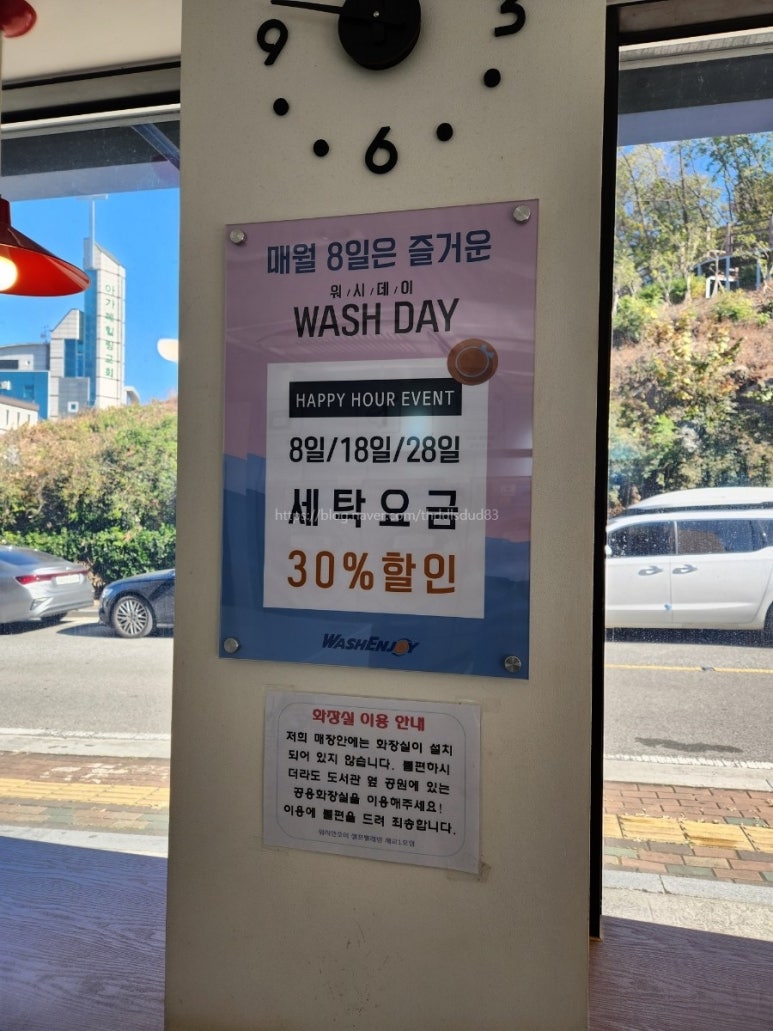 9
3
6
매월 8일은 즐거운
워/시/데/이
WASH DAY
HAPPY HOUR EVENT
8일/18일/28일
세탁요금
https://blog.naver.com/thddlsdud83
30%할인
WASHENJOY
화장실 이용 안내
저희 매장안에는 화장실이 설치
되어 있지 않습니다. 불편하시
더라도 도서관 옆 공원에 있는
공용화장실을 이용해주세요!
이용에 불편을 드려 죄송합니다.